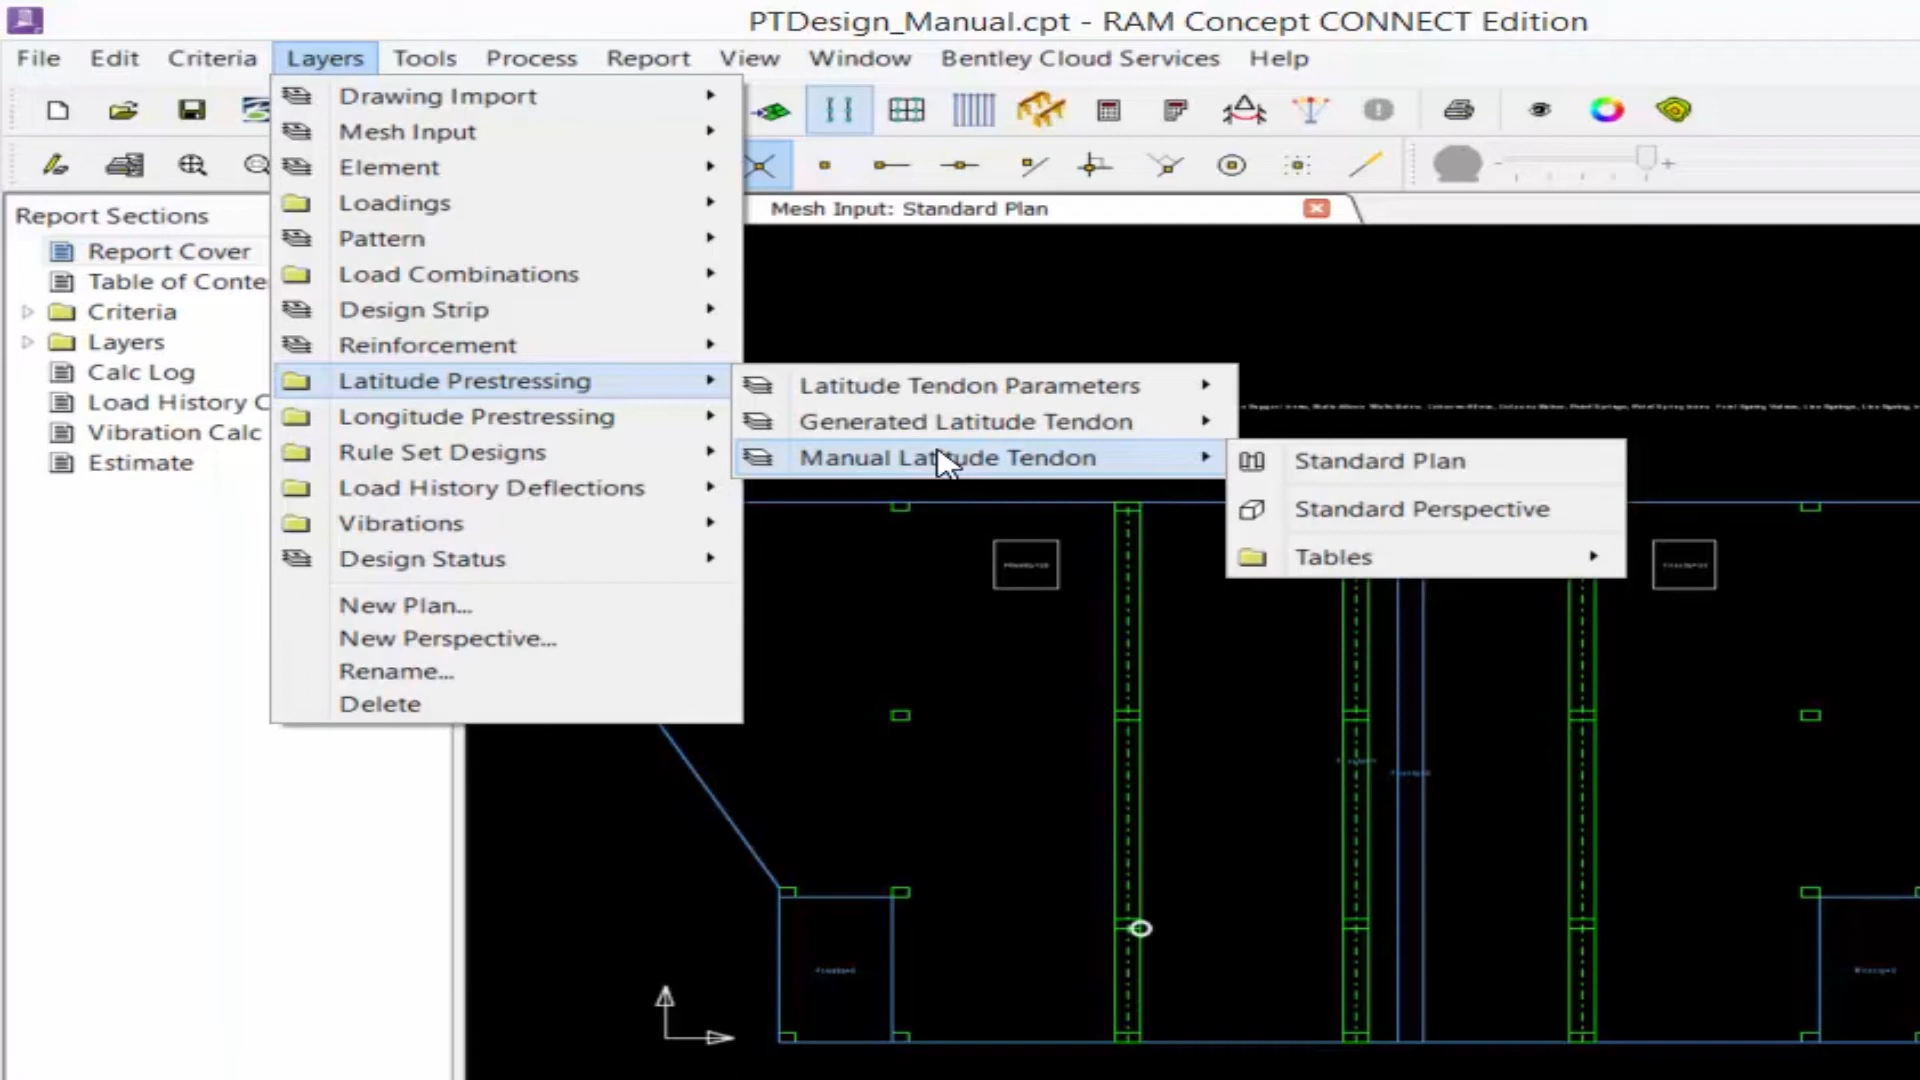 PTDesign_Manual.cpt - RAM Concept CONNECT Edition
File Edit Criteria Layers Tools Process Report View Window Bentley Cloud Services Help
Mesh Input: Standard Plan
Report Sections
Report Cover
Table of Conte
Criteria
Layers
Calc Log
Load History C
Vibration Calc
Estimate
Drawing Import
Mesh Input
Element
Loadings
Pattern
Load Combinations
Design Strip
Reinforcement
Latitude Prestressing
Longitude Prestressing
Rule Set Designs
Load History Deflections
Vibrations
Design Status
New Plan...
New Perspective...
Rename...
Delete
Latitude Tendon Parameters
Generated Latitude Tendon
Manual Latitude Tendon
Standard Plan
Standard Perspective
Tables